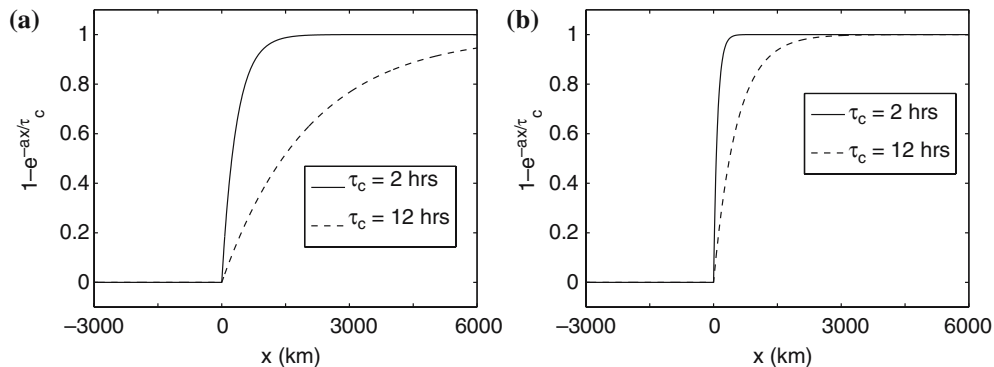 (a)
1
0.8
0.6
0.4
0.2
0
1–e^{–ax/τ_c}
τ_c = 2 hrs
τ_c = 12 hrs
–3000 0 3000 6000
x (km)
(b)
1
0.8
0.6
0.4
0.2
0
1–e^{–ax/τ_c}
τ_c = 2 hrs
τ_c = 12 hrs
–3000 0 3000 6000
x (km)